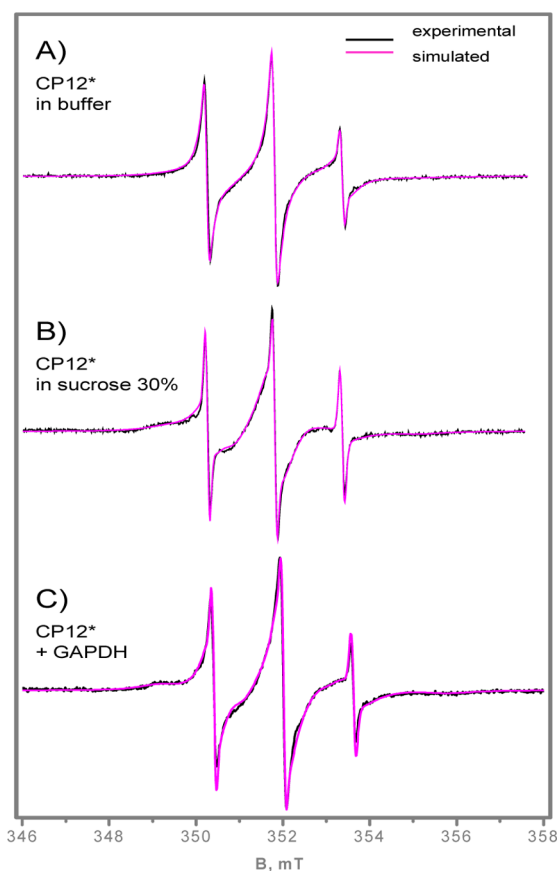 experimental
simulated
A)
CP12*
in buffer
B)
CP12*
in sucrose 30%
C)
CP12*
+ GAPDH
346 348 350 352 354 356 358
B, mT